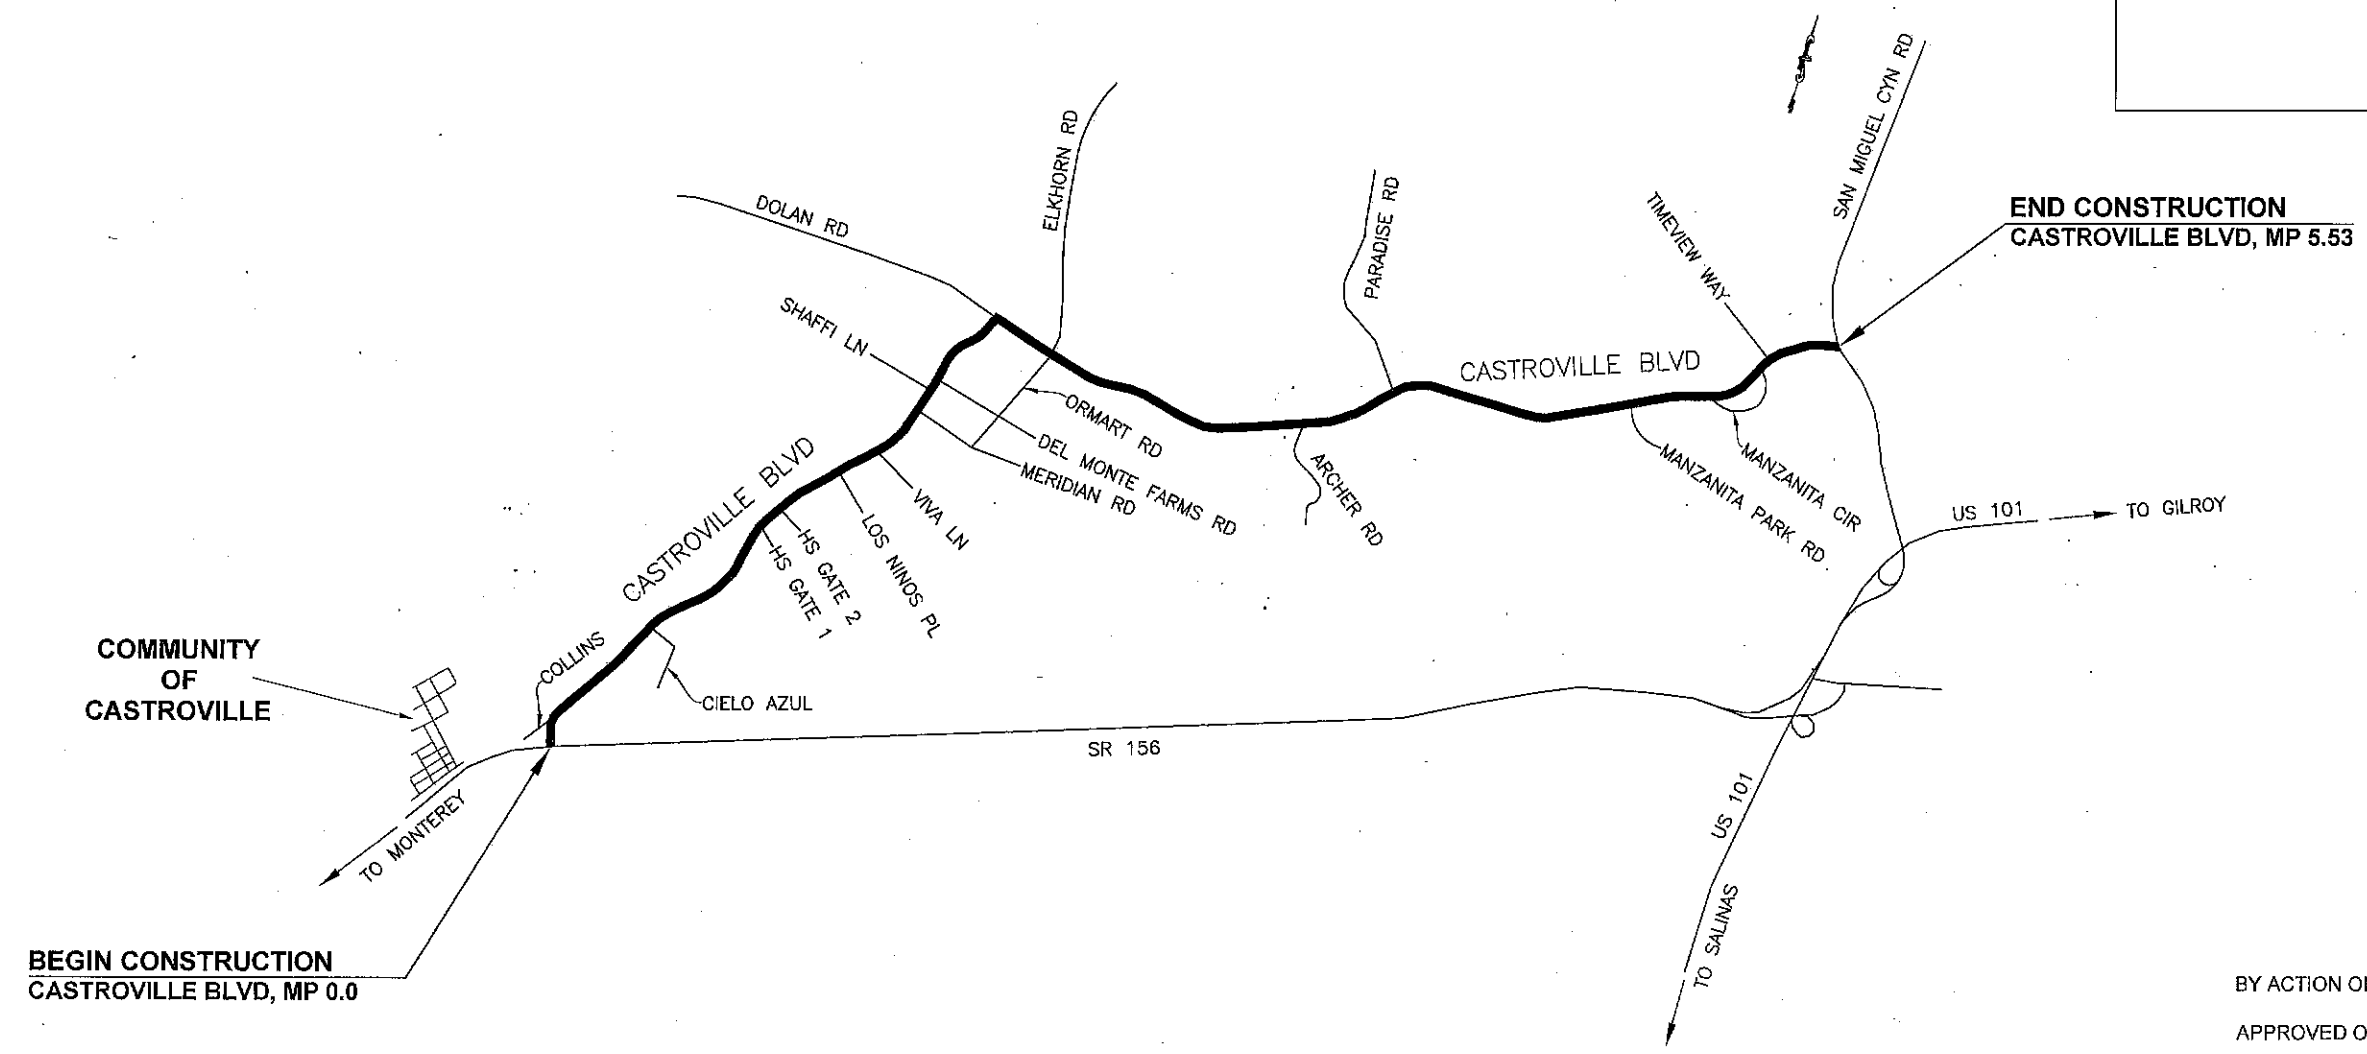 SAN MIGUEL CYN RD
ELKHORN RD
DOLAN RD
PARADISE RD
TIMEVIEW WAY
END CONSTRUCTION
CASTROVILLE BLVD, MP 5.53
SHAFFI LN
CASTROVILLE BLVD
ORMART RD
DEL MONTE FARMS RD
MERIDIAN RD
ARCHER RD
MANZANITA CIR
MANZANITA PARK RD.
CASTROVILLE BLVD
VIVA LN
LOS NINOS PL
HS GATE 2
HS GATE 1
US 101
TO GILROY
COLLINS
CIELO AZUL
COMMUNITY
OF
CASTROVILLE
SR 156
TO MONTEREY
US 101
TO SALINAS
BEGIN CONSTRUCTION
CASTROVILLE BLVD, MP 0.0
BY ACTION
APPROVED